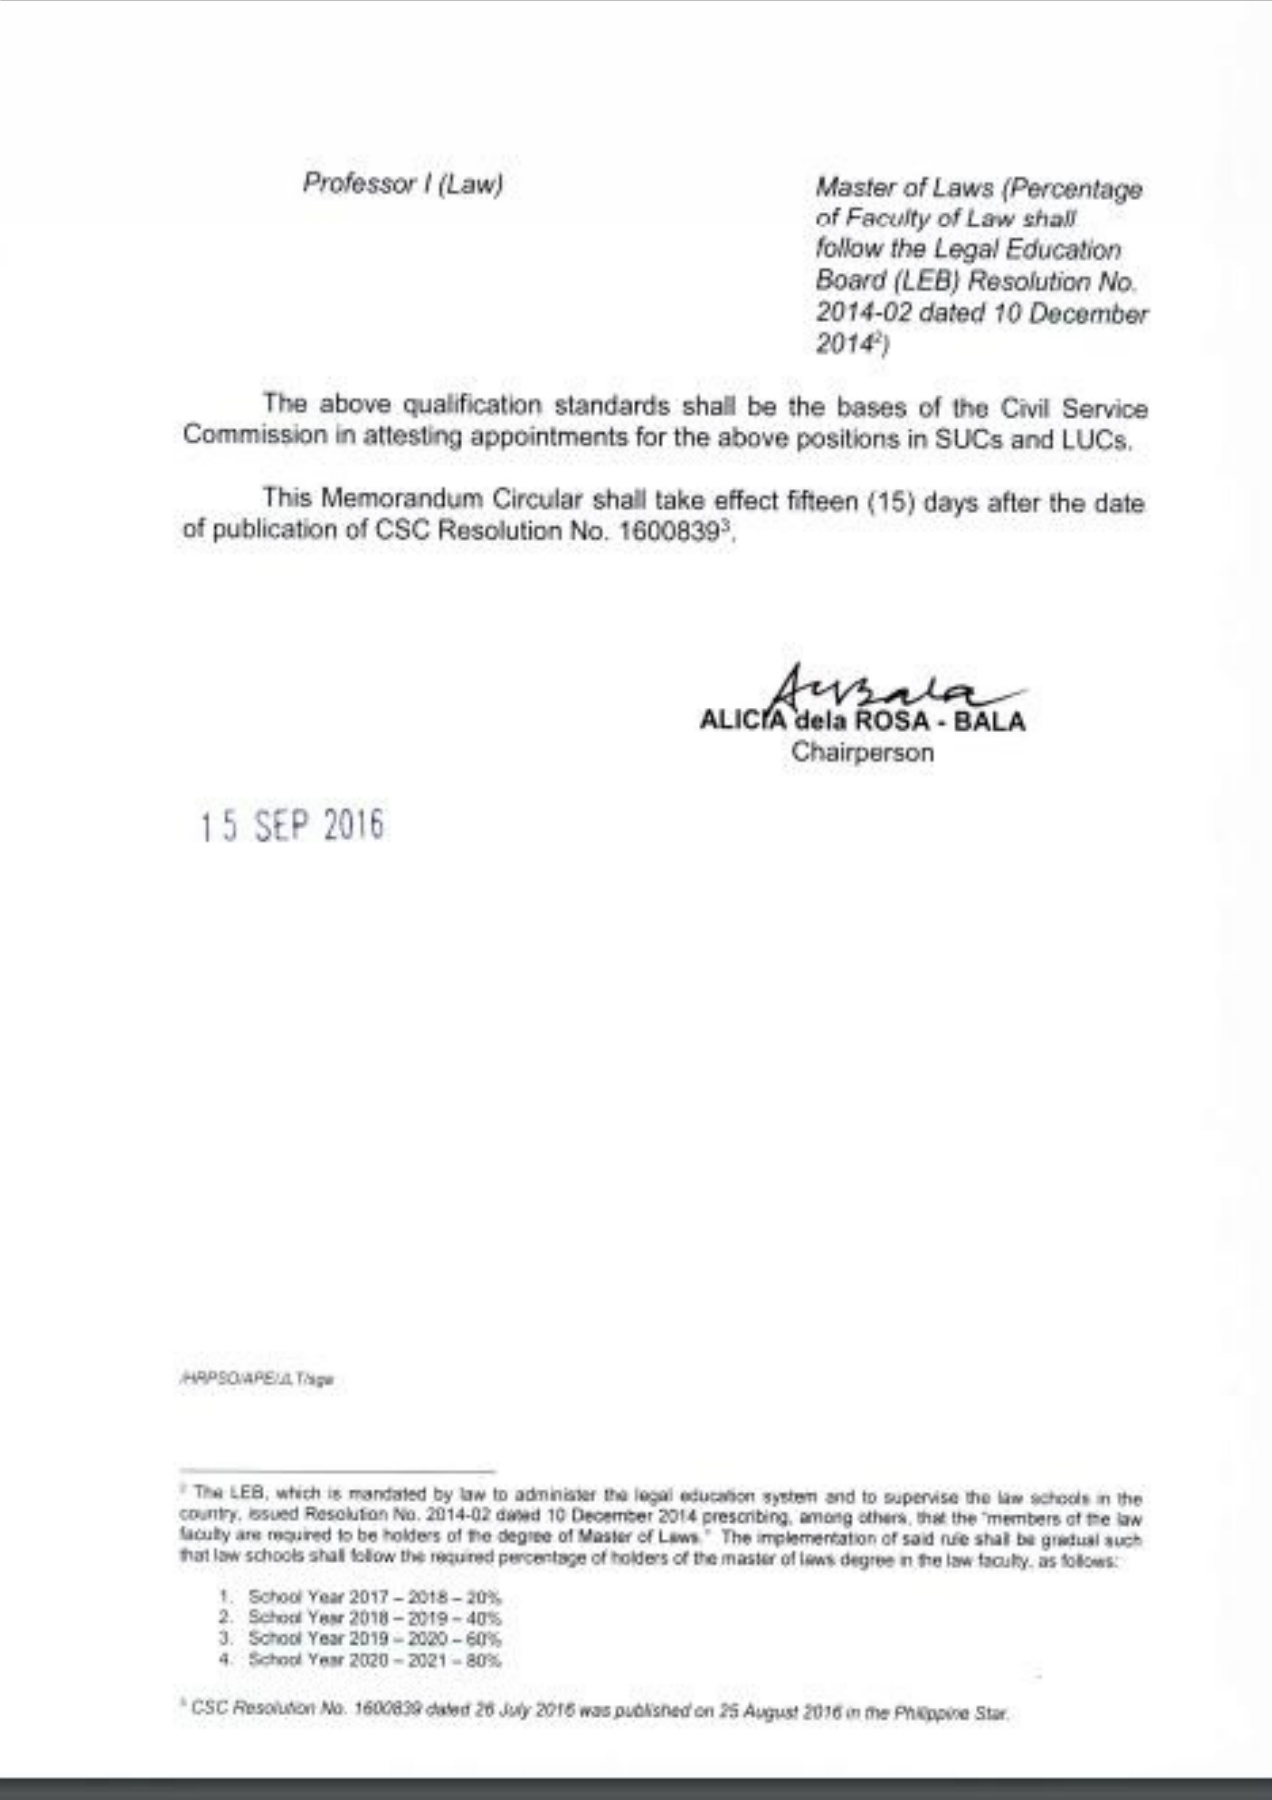 Professor I (Law)
Master of Laws (Percentage
of Faculty of Law shall
follow the Legal Education
Board (LEB) Resolution No.
2014-02 dated 10 December
2014²)
The above qualification standards shall be the bases of the Civil Service
Commission in attesting appointments for the above positions in SUCs and LUCs.
This Memorandum Circular shall take effect fifteen (15) days after the date
of publication of CSC Resolution No. 1600839³.
ALICIA dela ROSA - BALA
Chairperson
15 SEP 2016
/HRPSO/APE/JLT/sga
² The LEB, which is mandated by law to administer the legal education system and to supervise the law schools in the
country, issued Resolution No. 2014-02 dated 10 December 2014 prescribing, among others, that the "members of the law
faculty are required to be holders of the degree of Master of Laws." The implementation of said rule shall be gradual such
that law schools shall follow the required percentage of holders of the master of laws degree in the law faculty, as follows:
1. School Year 2017 – 2018 – 20%
2. School Year 2018 – 2019 – 40%
3. School Year 2019 – 2020 – 60%
4. School Year 2020 – 2021 – 80%
³ CSC Resolution No. 1600839 dated 26 July 2016 was published on 25 August 2016 in the Philippine Star.